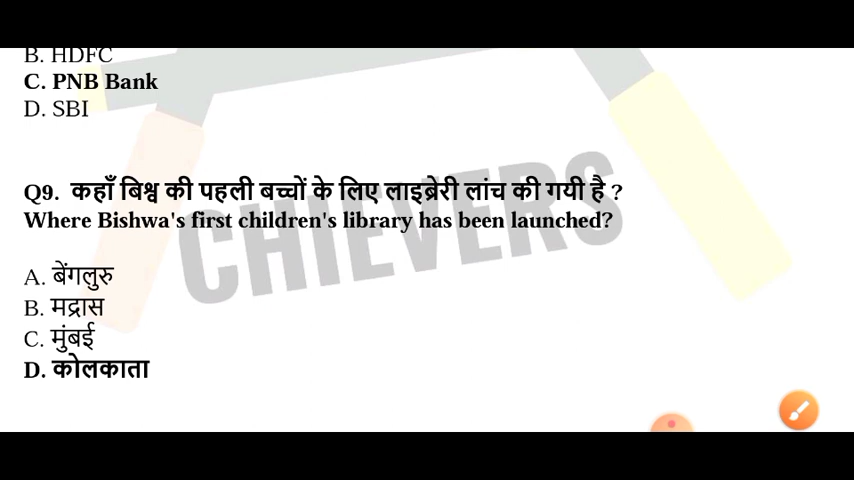 B. HDFC
C. PNB Bank
D. SBI
Q9. कहाँ बिश्व की पहली बच्चों के लिए लाइब्रेरी लांच की गयी है ?
Where Bishwa's first children's library has been launched?
A. बेंगलुरु
B. मद्रास
C. मुंबई
D. कोलकाता
CHIEVERS